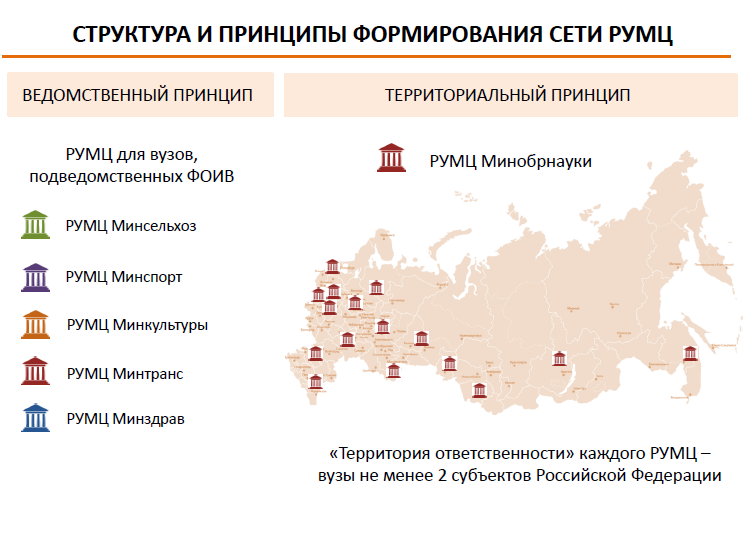 СТРУКТУРА И ПРИНЦИПЫ ФОРМИРОВАНИЯ СЕТИ РУМЦ
ВЕДОМСТВЕННЫЙ ПРИНЦИП
ТЕРРИТОРИАЛЬНЫЙ ПРИНЦИП
РУМЦ для вузов,
подведомственных ФОИВ
РУМЦ Минобрнауки
РУМЦ Минсельхоз
РУМЦ Минспорт
РУМЦ Минкультуры
РУМЦ Минтранс
РУМЦ Минздрав
«Территория ответственности» каждого РУМЦ –
вузы не менее 2 субъектов Российской Федерации